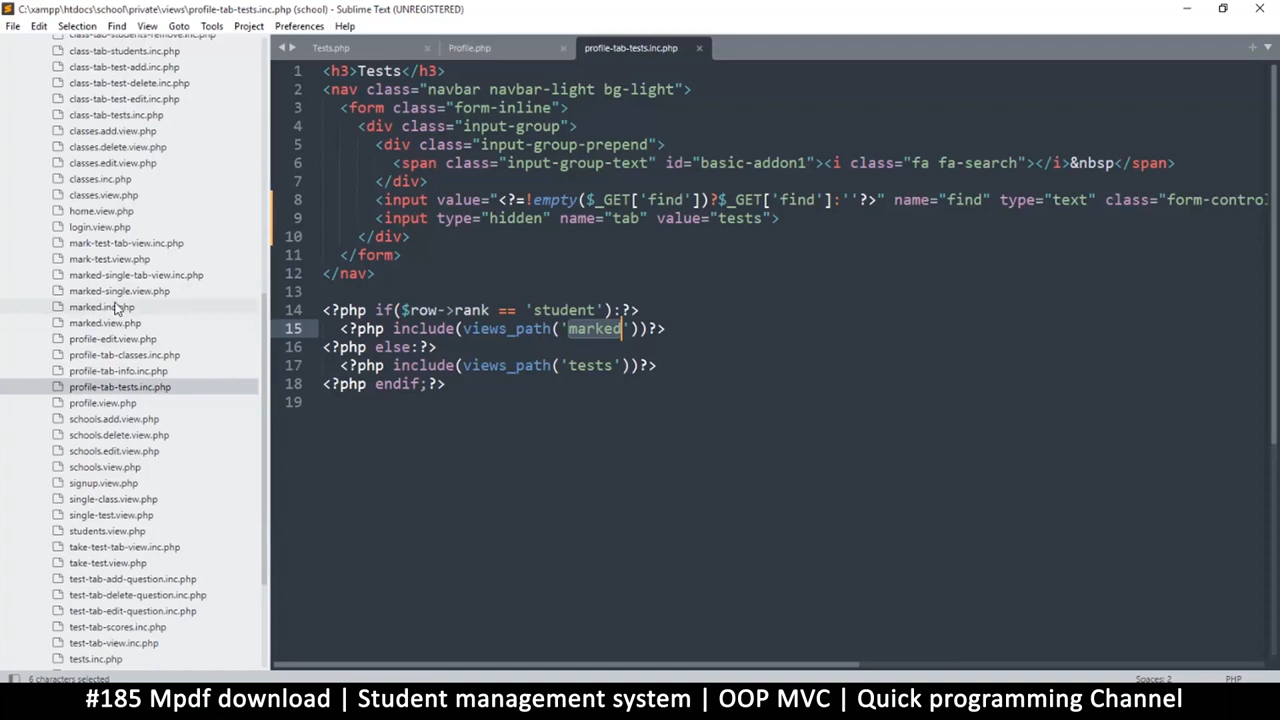 C:\xampp\htdocs\school\private\views\profile-tab-tests.inc.php (school) - Sublime Text (UNREGISTERED)
File Edit Selection Find View Goto Tools Project Preferences Help
class-tab-students-remove.inc.php
class-tab-students.inc.php
class-tab-test-add.inc.php
class-tab-test-delete.inc.php
class-tab-test-edit.inc.php
class-tab-tests.inc.php
classes.add.view.php
classes.delete.view.php
classes.edit.view.php
classes.inc.php
classes.view.php
home.view.php
login.view.php
mark-test-tab-view.inc.php
mark-test.view.php
marked-single-tab-view.inc.php
marked-single.view.php
marked.inc.php
marked.view.php
profile-edit.view.php
profile-tab-classes.inc.php
profile-tab-info.inc.php
profile-tab-tests.inc.php
profile.view.php
schools.add.view.php
schools.delete.view.php
schools.edit.view.php
schools.view.php
signup.view.php
single-class.view.php
single-test.view.php
students.view.php
take-test-tab-view.inc.php
take-test.view.php
test-tab-add-question.inc.php
test-tab-delete-question.inc.php
test-tab-edit-question.inc.php
test-tab-scores.inc.php
test-tab-view.inc.php
tests.inc.php
Tests.php × Profile.php × profile-tab-tests.inc.php ×
1 <h3>Tests</h3>
2 <nav class="navbar navbar-light bg-light">
3 <form class="form-inline">
4 <div class="input-group">
5 <div class="input-group-prepend">
6 <span class="input-group-text" id="basic-addon1"><i class="fa fa-search"></i>&nbsp</span>
7 </div>
8 <input value="<?=!empty($_GET['find'])?$_GET['find']:''?>" name="find" type="text" class="form-control
9 <input type="hidden" name="tab" value="tests">
10 </div>
11 </form>
12 </nav>
13
14 <?php if($row->rank == 'student'):?>
15 <?php include(views_path('marked'))?>
16 <?php else:?>
17 <?php include(views_path('tests'))?>
18 <?php endif;?>
19
6 characters selected Spaces: 2 PHP
#185 Mpdf download | Student management system | OOP MVC | Quick programming Channel